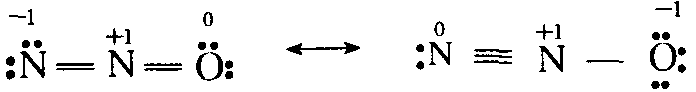 −1 +1 0 0 +1 −1
:N̈ = N = Ö: ⟷ :N ≡ N — Ö̤: